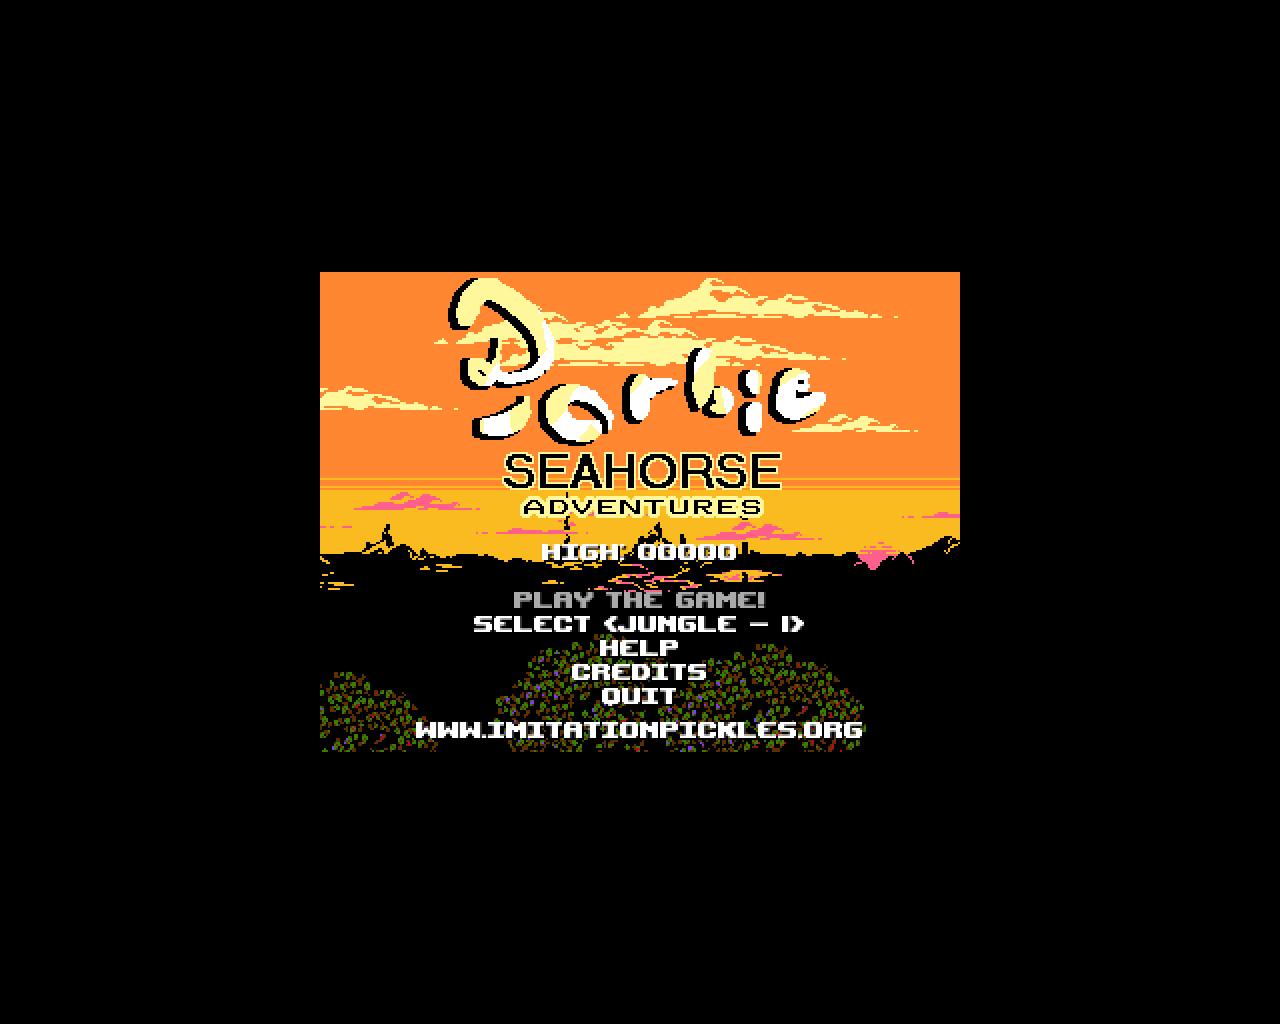 Barbie
SEAHORSE
ADVENTURES
HIGH: 00000
PLAY THE GAME!
SELECT <JUNGLE - 1>
HELP
CREDITS
QUIT
WWW.IMITATIONPICKLES.ORG